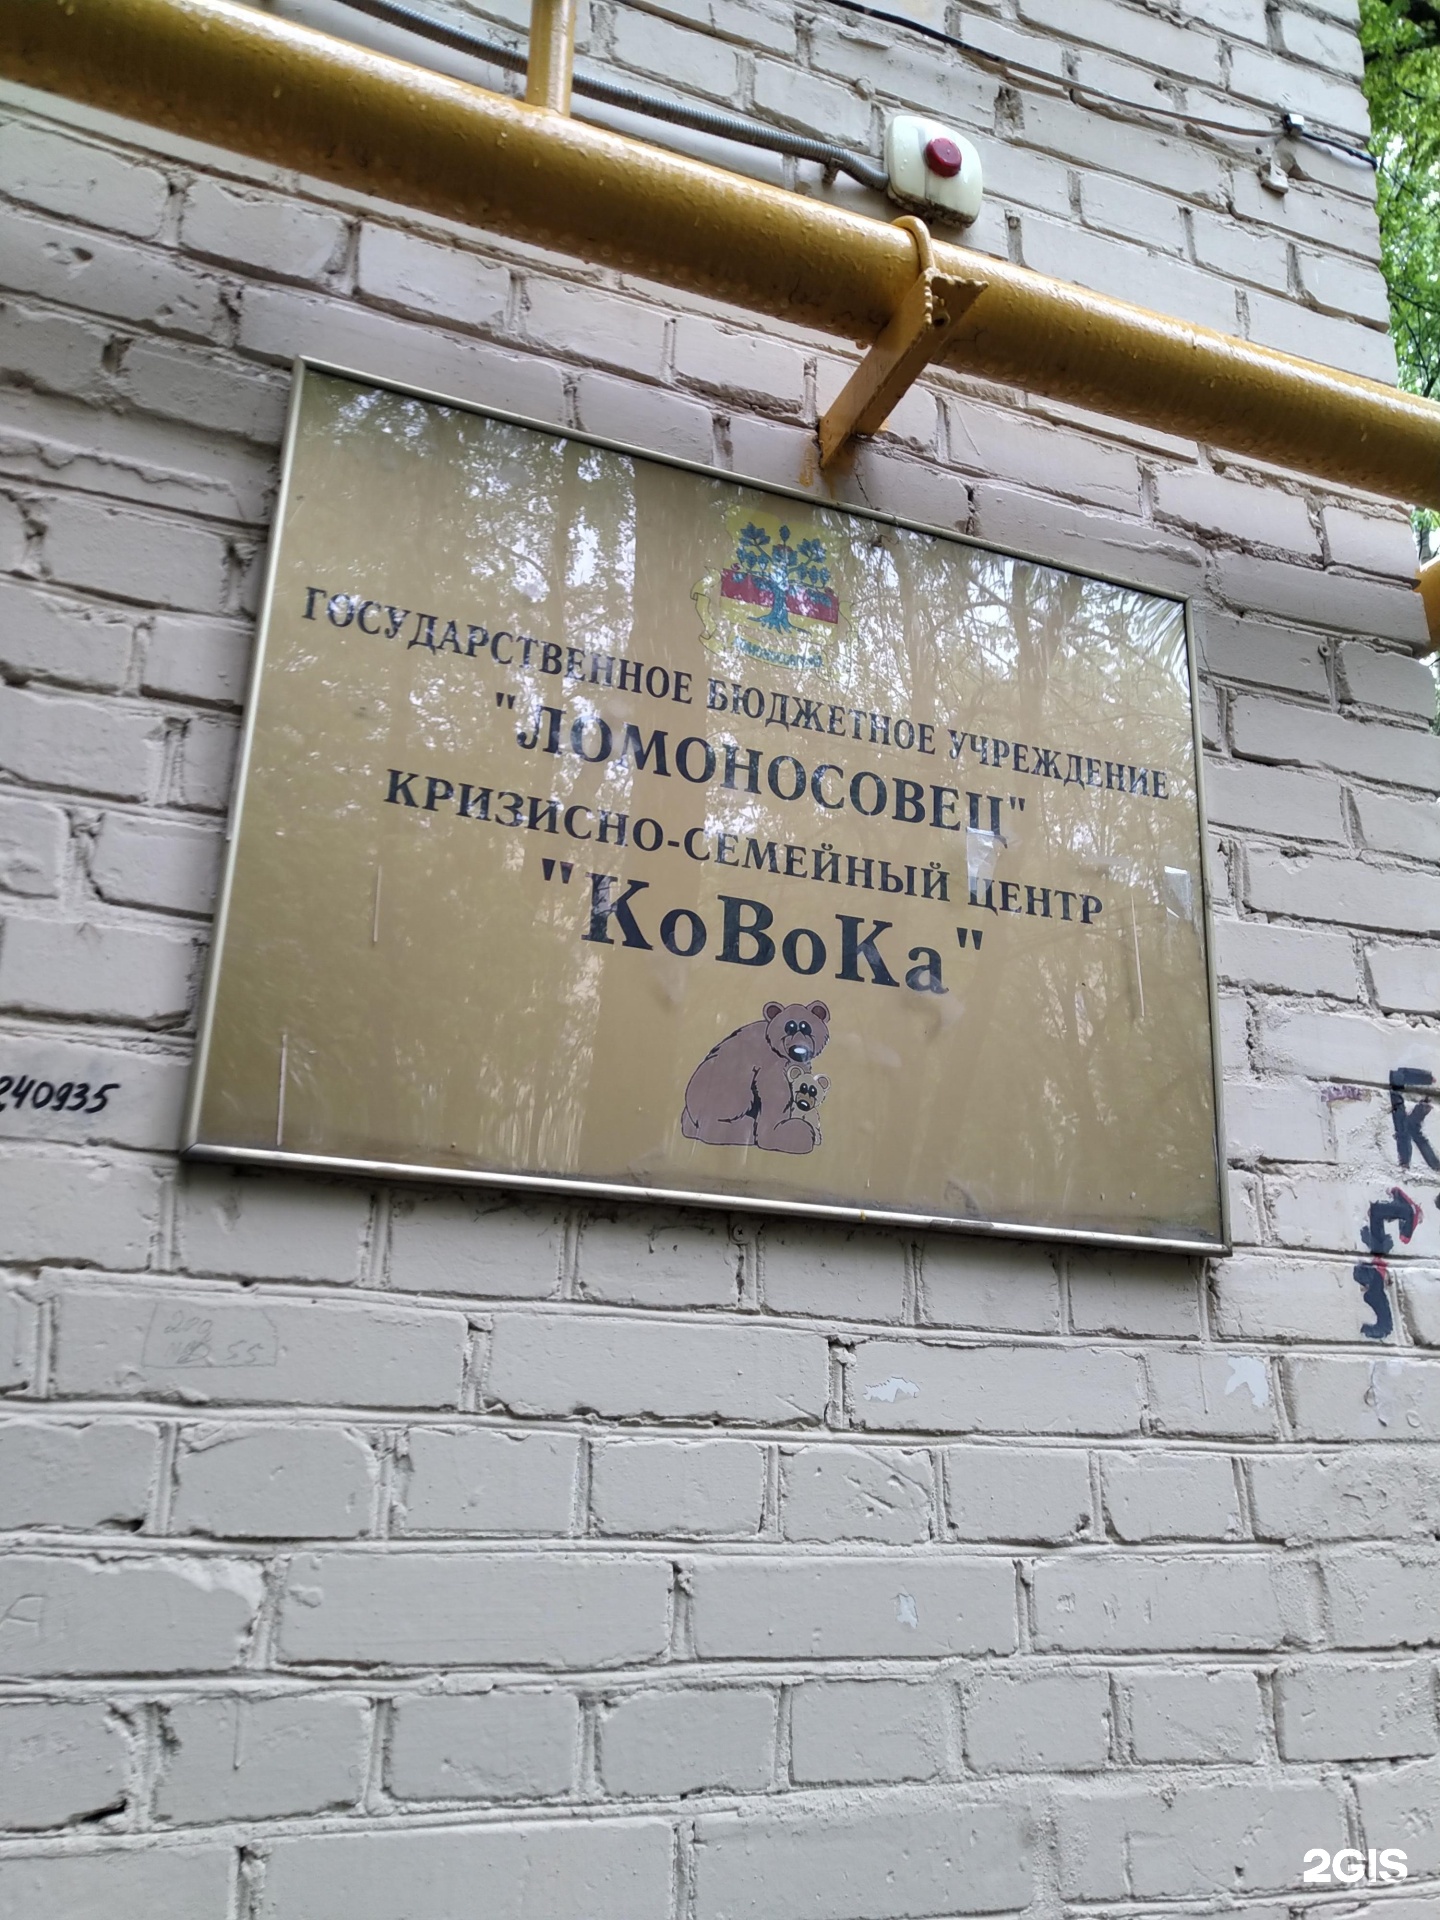 ГОСУДАРСТВЕННОЕ БЮДЖЕТНОЕ УЧРЕЖДЕНИЕ
"ЛОМОНОСОВЕЦ"
КРИЗИСНО-СЕМЕЙНЫЙ ЦЕНТР
"КоВоКа"
240935
2GIS